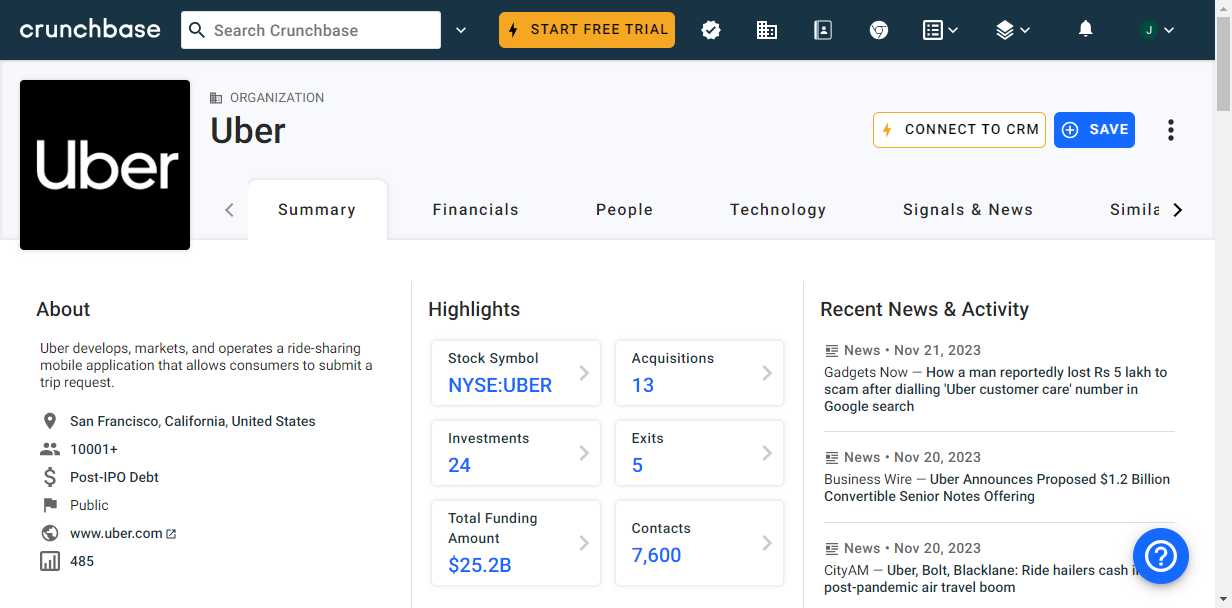 crunchbase
Search Crunchbase
START FREE TRIAL
J
Uber
ORGANIZATION
Uber
CONNECT TO CRM
SAVE
Summary
Financials
People
Technology
Signals & News
Simila
About
Uber develops, markets, and operates a ride-sharing
mobile application that allows consumers to submit a
trip request.
San Francisco, California, United States
10001+
Post-IPO Debt
Public
www.uber.com
485
Highlights
Stock Symbol
NYSE:UBER
Acquisitions
13
Investments
24
Exits
5
Total Funding
Amount
$25.2B
Contacts
7,600
Recent News & Activity
News • Nov 21, 2023
Gadgets Now — How a man reportedly lost Rs 5 lakh to
scam after dialling 'Uber customer care' number in
Google search
News • Nov 20, 2023
Business Wire — Uber Announces Proposed $1.2 Billion
Convertible Senior Notes Offering
News • Nov 20, 2023
CityAM — Uber, Bolt, Blacklane: Ride hailers cash
post-pandemic air travel boom